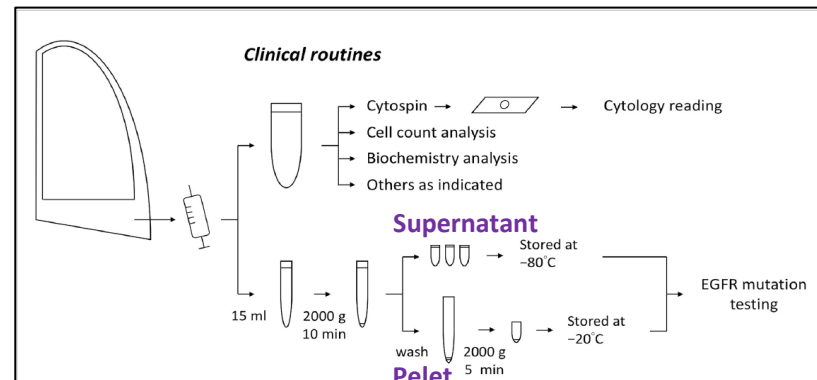 Clinical routines
Cytospin
Cytology reading
Cell count analysis
Biochemistry analysis
Others as indicated
Supernatant
Stored at
−80°C
EGFR mutation
testing
15 ml
2000 g
10 min
wash
2000 g
5 min
Stored at
−20°C
Pelet